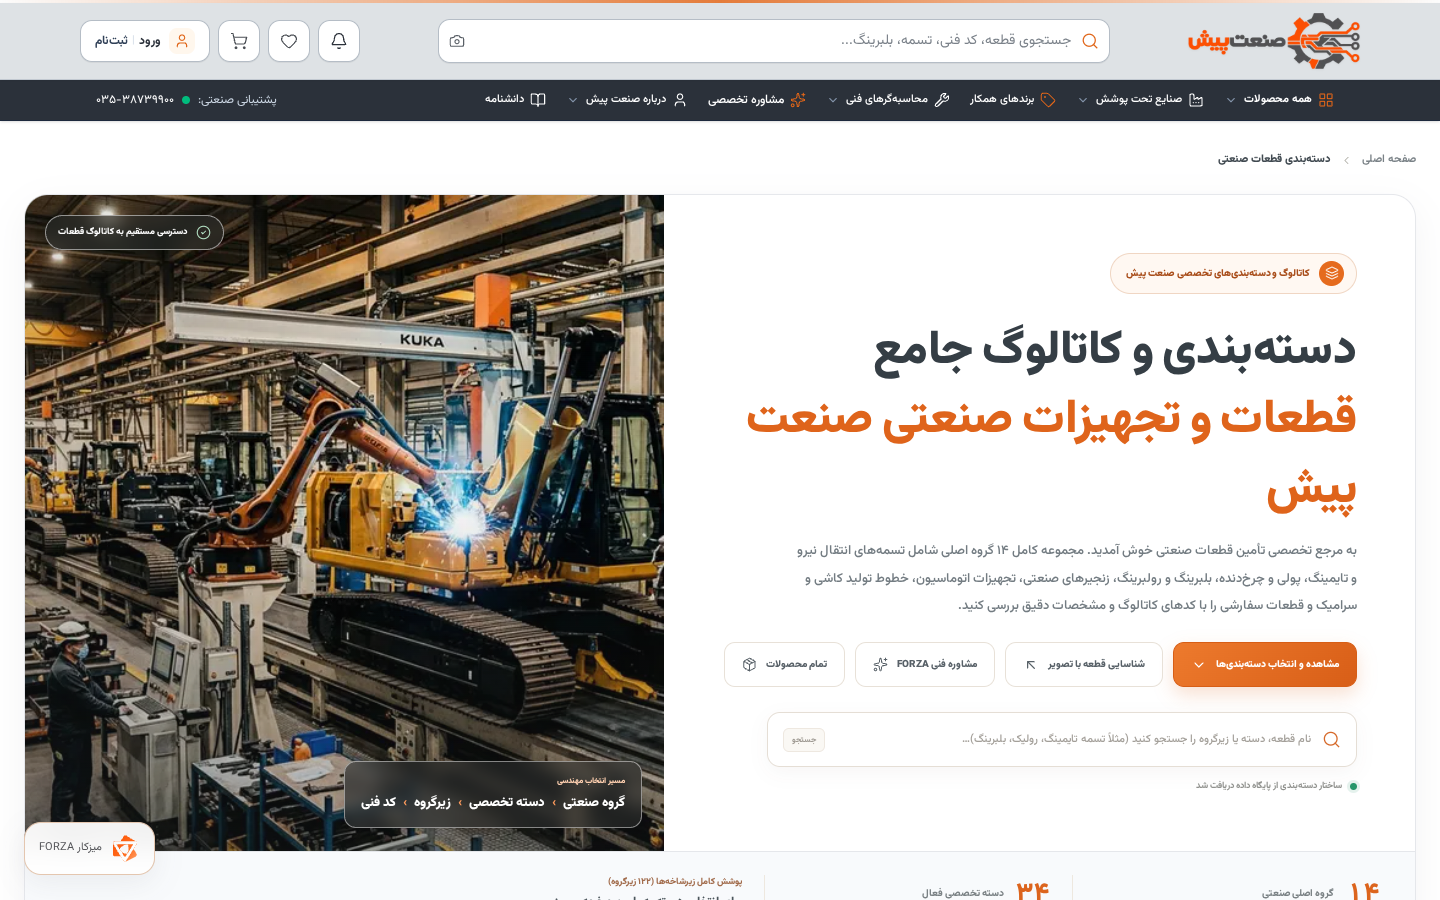 صنعت‌پیش
جستجوی قطعه، کد فنی، تسمه، بلبرینگ...
ورود | ثبت‌نام
همه محصولات
صنایع تحت پوشش
برندهای همکار
محاسبه‌گرهای فنی
مشاوره تخصصی
درباره صنعت پیش
دانشنامه
پشتیبانی صنعتی: ۰۳۵-۳۸۷۳۹۹۰۰
صفحه اصلی › دسته‌بندی قطعات صنعتی
کاتالوگ و دسته‌بندی‌های تخصصی صنعت پیش
دسته‌بندی و کاتالوگ جامع
قطعات و تجهیزات صنعتی صنعت
پیش
به مرجع تخصصی تأمین قطعات صنعتی خوش آمدید. مجموعه کامل ۱۴ گروه اصلی شامل تسمه‌های انتقال نیرو
و تایمینگ، پولی و چرخ‌دنده، بلبرینگ و رولبرینگ، زنجیرهای صنعتی، تجهیزات اتوماسیون، خطوط تولید کاشی و
سرامیک و قطعات سفارشی را با کدهای کاتالوگ و مشخصات دقیق بررسی کنید.
مشاهده و انتخاب دسته‌بندی‌ها
شناسایی قطعه با تصویر
مشاوره فنی FORZA
تمام محصولات
نام قطعه، دسته یا زیرگروه را جستجو کنید (مثلاً تسمه تایمینگ، رولیک، بلبرینگ)...
جستجو
ساختار دسته‌بندی از پایگاه داده دریافت شد
دسترسی مستقیم به کاتالوگ قطعات
KUKA
KUKA
مسیر انتخاب مهندسی
گروه صنعتی › دسته تخصصی › زیرگروه › کد فنی
میزکار FORZA
۱۴ گروه اصلی صنعتی
۳۴ دسته تخصصی فعال
پوشش کامل زیرشاخه‌ها (۱۲۲ زیرگروه)